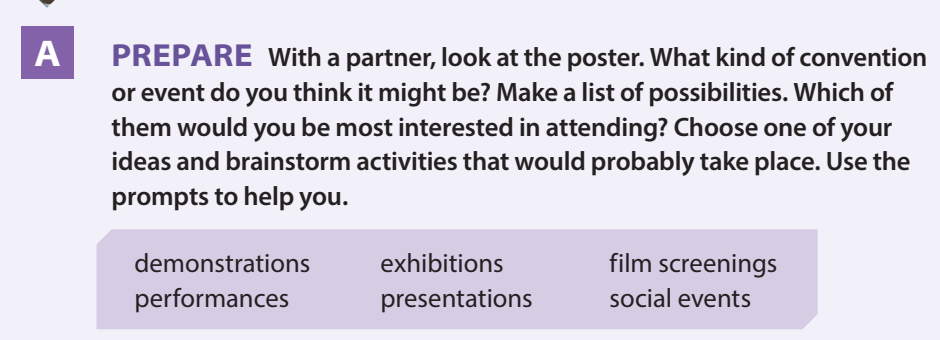 A
PREPARE With a partner, look at the poster. What kind of convention
or event do you think it might be? Make a list of possibilities. Which of
them would you be most interested in attending? Choose one of your
ideas and brainstorm activities that would probably take place. Use the
prompts to help you.
demonstrations exhibitions film screenings
performances presentations social events